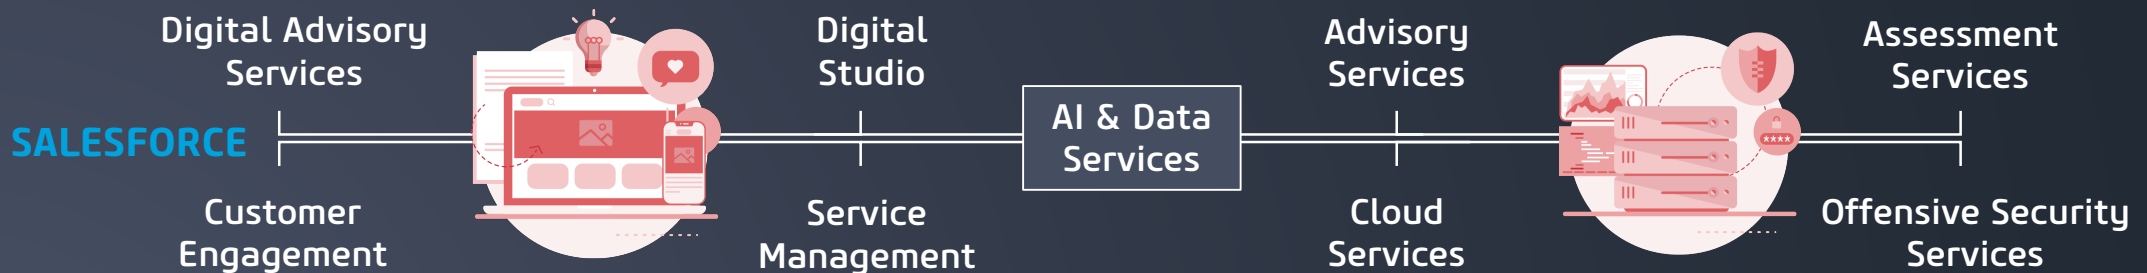 Digital Advisory
Services
Digital
Studio
Advisory
Services
Assessment
Services
SALESFORCE
AI & Data
Services
****
Customer
Engagement
Service
Management
Cloud
Services
Offensive Security
Services